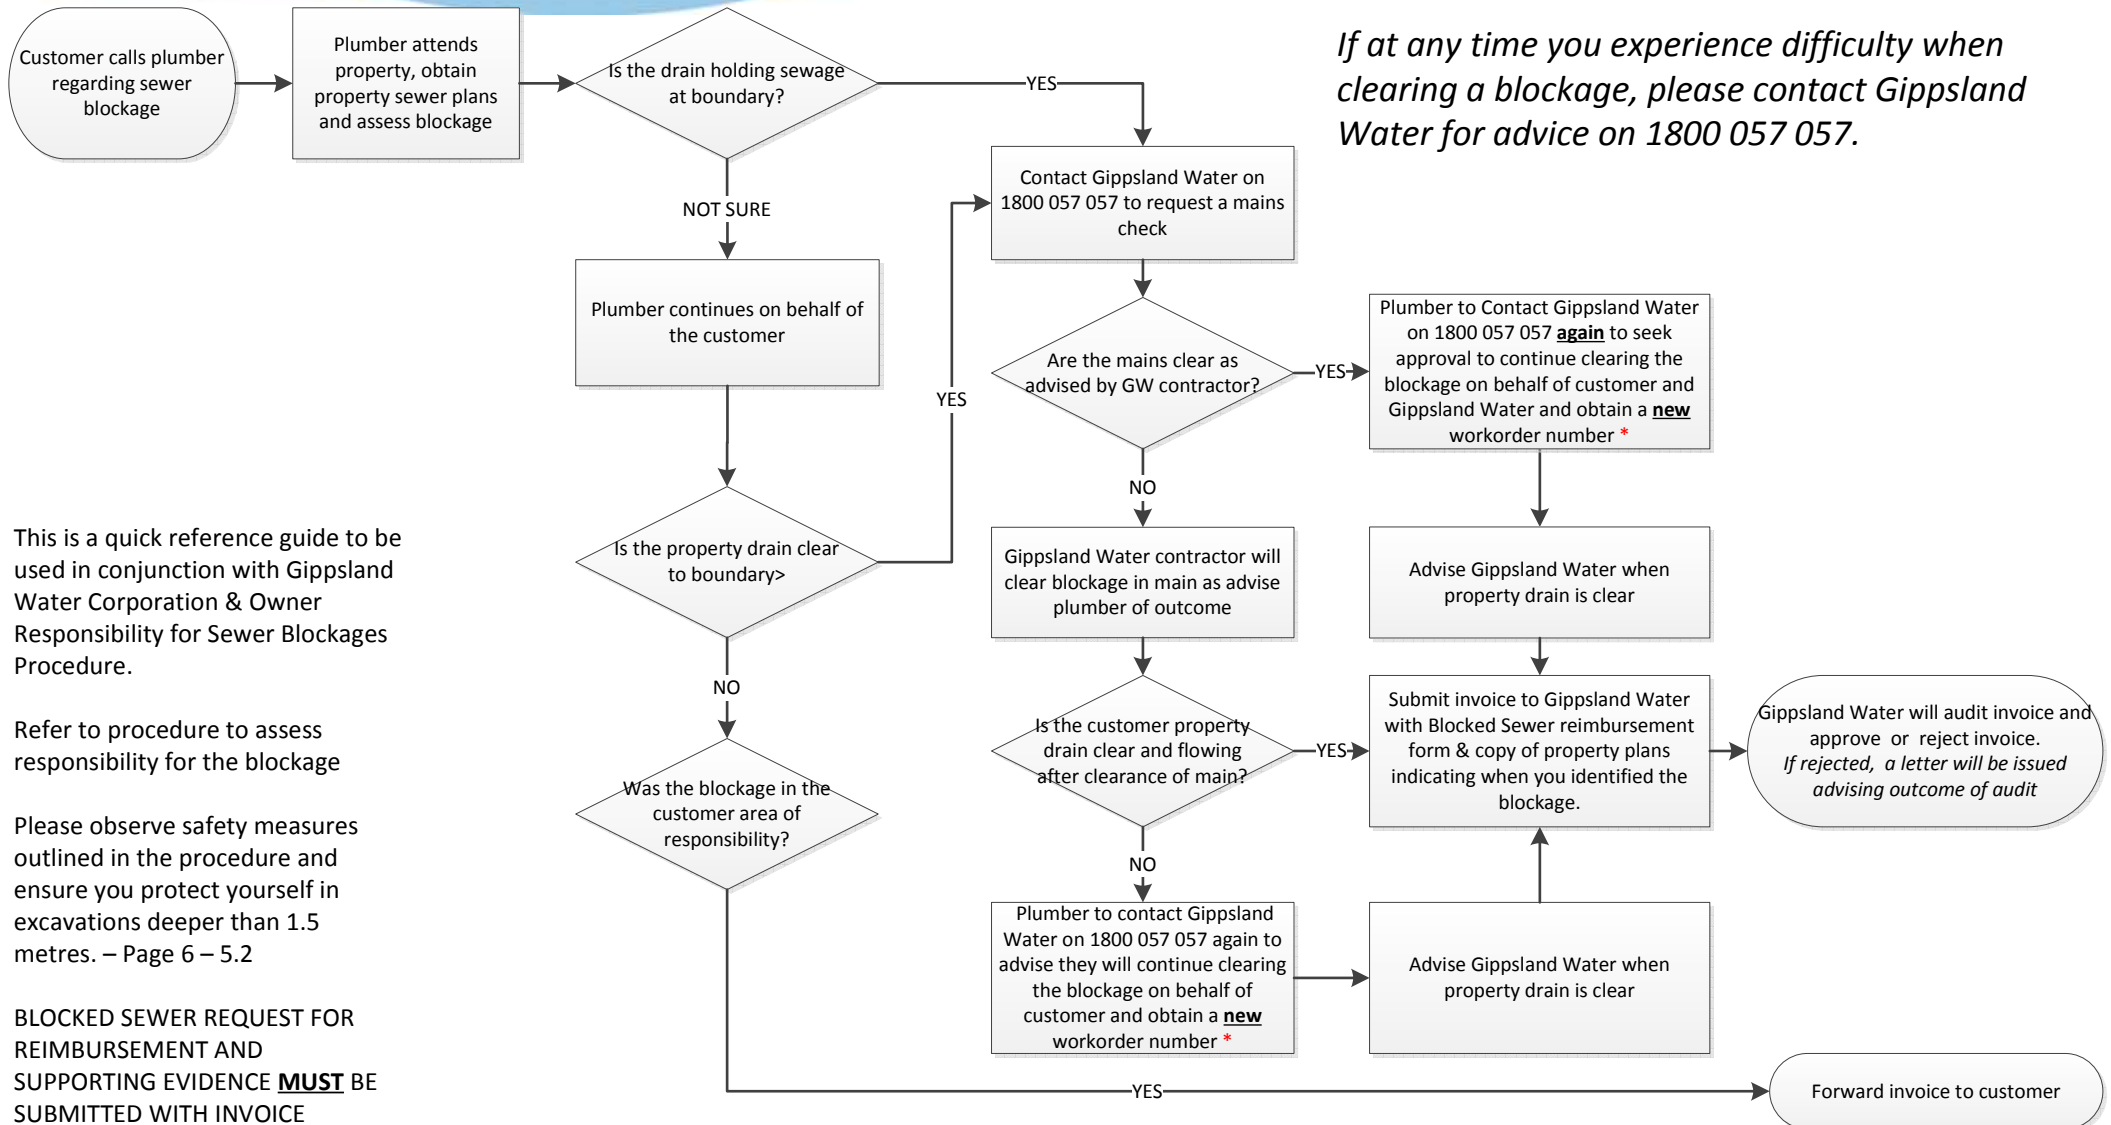 Customer calls plumber
regarding sewer
blockage
Plumber attends
property, obtain
property sewer plans
and assess blockage
Is the drain holding sewage
at boundary?
YES
If at any time you experience difficulty when
clearing a blockage, please contact Gippsland
Water for advice on 1800 057 057.
NOT SURE
Contact Gippsland Water on
1800 057 057 to request a mains
check
Plumber continues on behalf of
the customer
Are the mains clear as
advised by GW contractor?
YES
Plumber to Contact Gippsland Water
on 1800 057 057 again to seek
approval to continue clearing the
blockage on behalf of customer and
Gippsland Water and obtain a new
workorder number *
YES
NO
Is the property drain clear
to boundary>
Gippsland Water contractor will
clear blockage in main as advise
plumber of outcome
Advise Gippsland Water when
property drain is clear
This is a quick reference guide to be
used in conjunction with Gippsland
Water Corporation & Owner
Responsibility for Sewer Blockages
Procedure.
Refer to procedure to assess
responsibility for the blockage
Please observe safety measures
outlined in the procedure and
ensure you protect yourself in
excavations deeper than 1.5
metres. – Page 6 – 5.2
BLOCKED SEWER REQUEST FOR
REIMBURSEMENT AND
SUPPORTING EVIDENCE MUST BE
SUBMITTED WITH INVOICE
NO
Was the blockage in the
customer area of
responsibility?
Is the customer property
drain clear and flowing
after clearance of main?
YES
Submit invoice to Gippsland Water
with Blocked Sewer reimbursement
form & copy of property plans
indicating when you identified the
blockage.
Gippsland Water will audit invoice and
approve or reject invoice.
If rejected, a letter will be issued
advising outcome of audit
NO
Plumber to contact Gippsland
Water on 1800 057 057 again to
advise they will continue clearing
the blockage on behalf of
customer and obtain a new
workorder number *
Advise Gippsland Water when
property drain is clear
YES
Forward invoice to customer